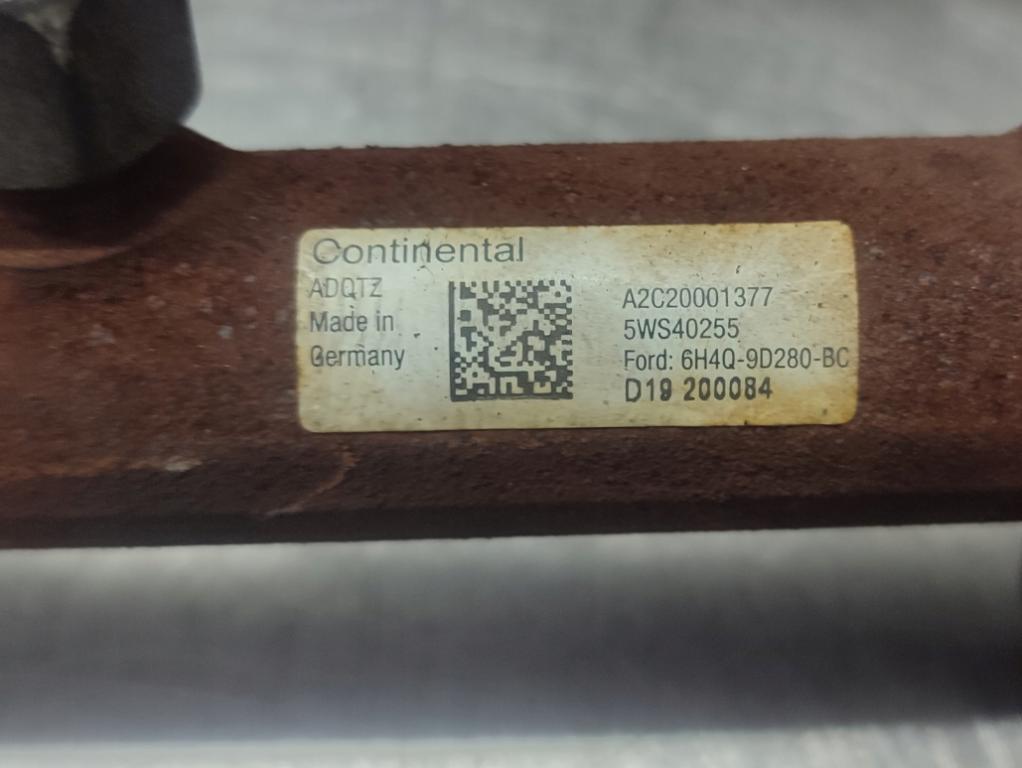 Continental
ADQTZ
Made in
Germany
A2C20001377
5WS40255
Ford: 6H4Q-9D280-BC
D19 200084